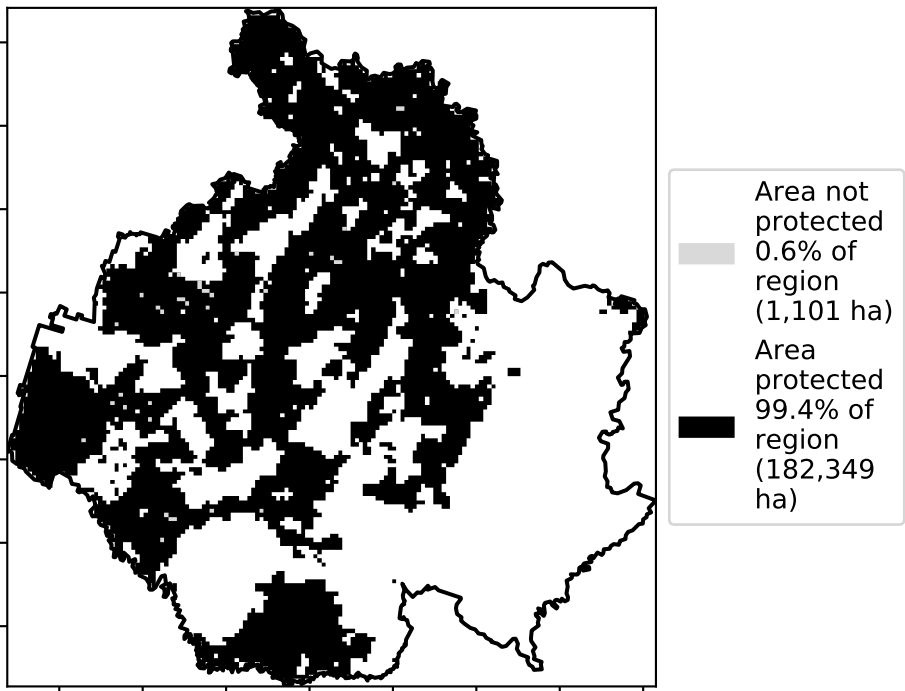 Area not
protected
0.6% of
region
(1,101 ha)
Area
protected
99.4% of
region
(182,349
ha)